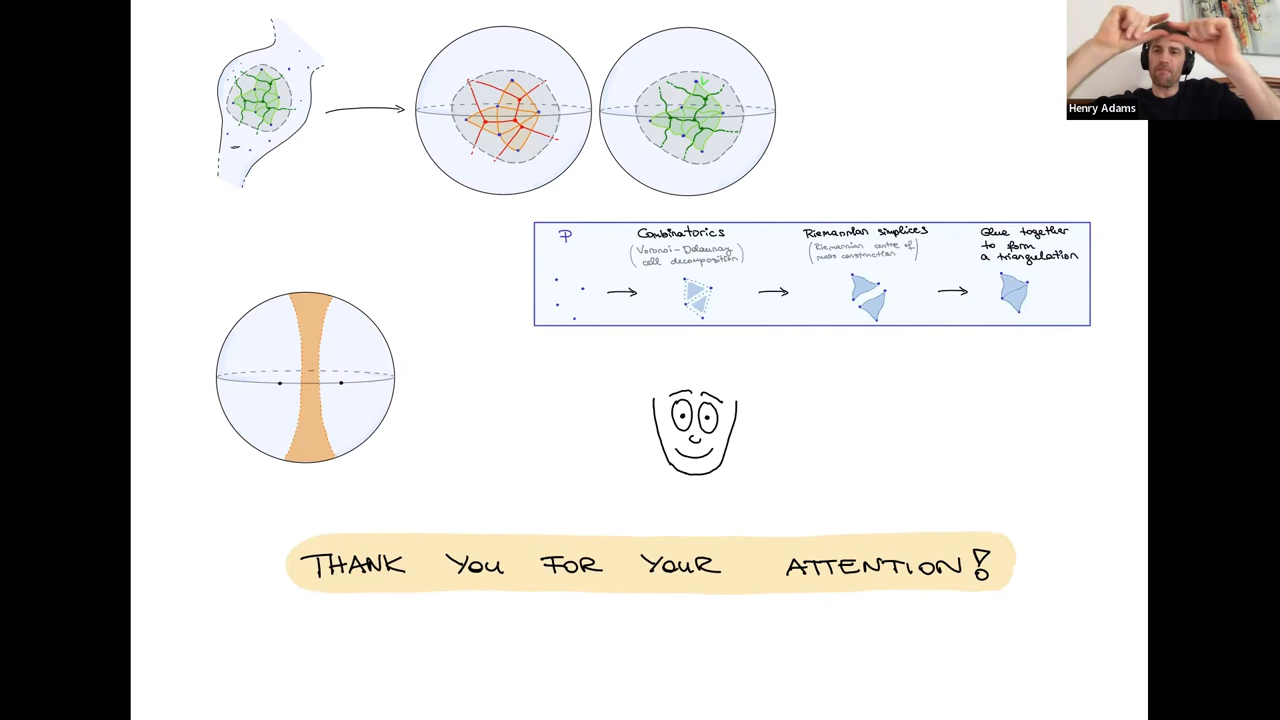 Henry Adams
P
Combinatorics
(Voronoi-Delaunay
cell decomposition)
Riemannian simplices
(Riemannian centre of
mass construction)
Glue together
to form
a triangulation
THANK YOU FOR YOUR ATTENTION!